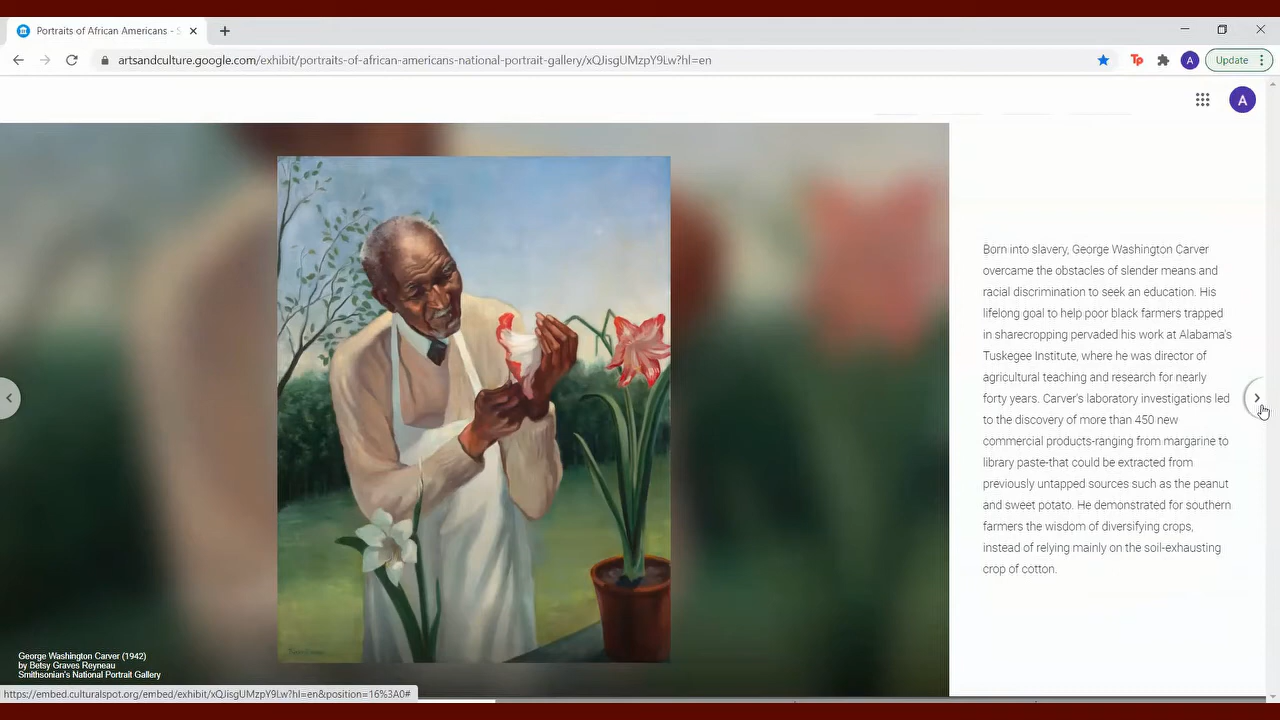 Portraits of African Americans - S
artsandculture.google.com/exhibit/portraits-of-african-americans-national-portrait-gallery/xQJisgUMzpY9Lw?hl=en
Tp
A
Update
A
Born into slavery, George Washington Carver
overcame the obstacles of slender means and
racial discrimination to seek an education. His
lifelong goal to help poor black farmers trapped
in sharecropping pervaded his work at Alabama's
Tuskegee Institute, where he was director of
agricultural teaching and research for nearly
forty years. Carver's laboratory investigations led
to the discovery of more than 450 new
commercial products-ranging from margarine to
library paste-that could be extracted from
previously untapped sources such as the peanut
and sweet potato. He demonstrated for southern
farmers the wisdom of diversifying crops,
instead of relying mainly on the soil-exhausting
crop of cotton.
George Washington Carver (1942)
by Betsy Graves Reyneau
Smithsonian's National Portrait Gallery
https://embed.culturalspot.org/embed/exhibit/xQJisgUMzpY9Lw?hl=en&position=16%3A0#